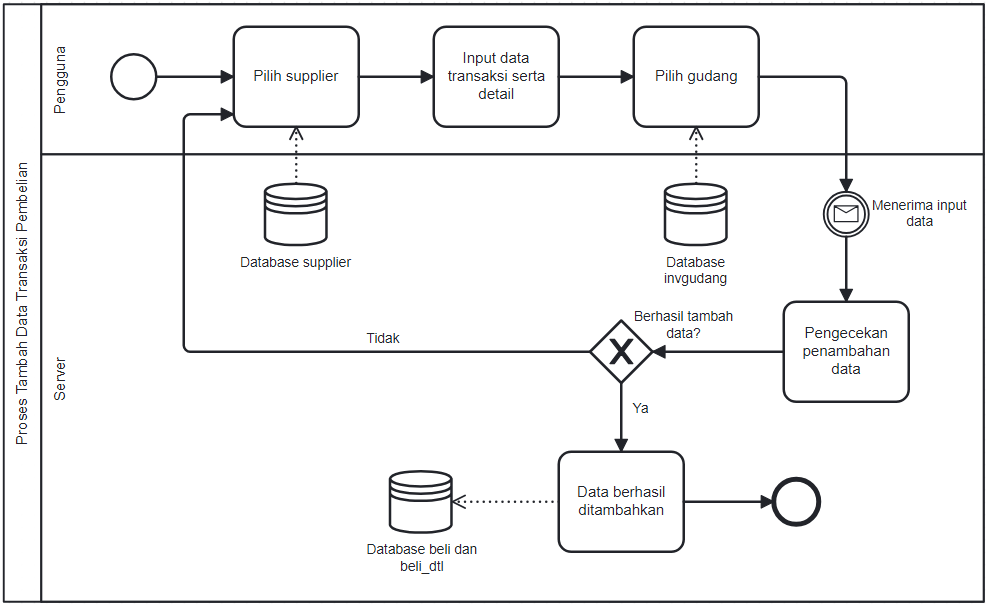 Proses Tambah Data Transaksi Pembelian
Pengguna
Pilih supplier
Input data
transaksi serta
detail
Pilih gudang
Server
Database supplier
Database
invgudang
Menerima input
data
Pengecekan
penambahan
data
Berhasil tambah
data?
Tidak
Ya
Data berhasil
ditambahkan
Database beli dan
beli_dtl